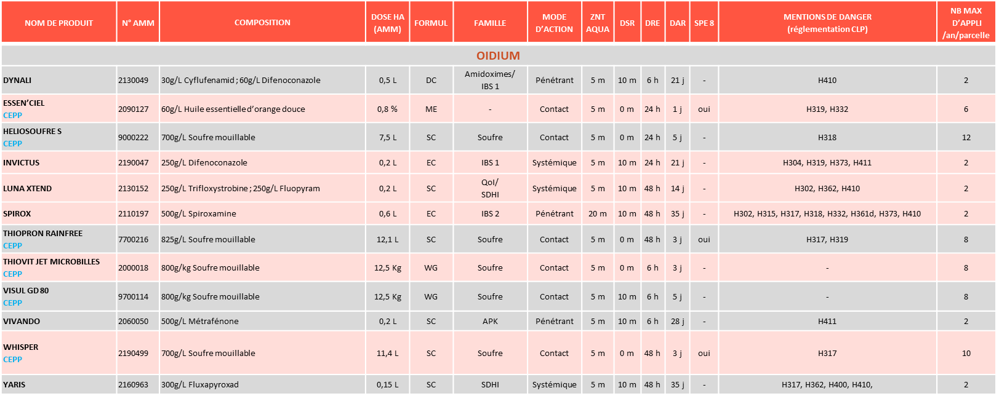 NOM DE PRODUIT N° AMM COMPOSITION DOSE HA (AMM) FORMUL FAMILLE MODE D’ACTION ZNT AQUA DSR DRE DAR SPE 8 MENTIONS DE DANGER (réglementation CLP) NB MAX D’APPLI /an/parcelle
OIDIUM
DYNALI 2130049 30g/L Cyflufenamid ; 60g/L Difenoconazole 0,5 L DC Amidoximes/ IBS 1 Pénétrant 5 m 10 m 6 h 21 j - H410 2
ESSEN’CIEL CEPP 2090127 60g/L Huile essentielle d’orange douce 0,8 % ME - Contact 5 m 0 m 24 h 1 j oui H319, H332 6
HELIOSOUFRE S CEPP 9000222 700g/L Soufre mouillable 7,5 L SC Soufre Contact 5 m 0 m 24 h 5 j - H318 12
INVICTUS 2190047 250g/L Difenoconazole 0,2 L EC IBS 1 Systémique 5 m 10 m 24 h 21 j - H304, H319, H373, H411 2
LUNA XTEND 2130152 250g/L Trifloxystrobine ; 250g/L Fluopyram 0,2 L SC QoI/ SDHI Systémique 5 m 10 m 48 h 14 j - H302, H362, H410 2
SPIROX 2110197 500g/L Spiroxamine 0,6 L EC IBS 2 Pénétrant 20 m 10 m 48 h 35 j - H302, H315, H317, H318, H332, H361d, H373, H410 2
THIOPRON RAINFREE CEPP 7700216 825g/L Soufre mouillable 12,1 L SC Soufre Contact 5 m 0 m 48 h 3 j oui H317, H319 8
THIOVIT JET MICROBILLES CEPP 2000018 800g/kg Soufre mouillable 12,5 Kg WG Soufre Contact 5 m 0 m 6 h 3 j - - 8
VISUL GD 80 CEPP 9700114 800g/kg Soufre mouillable 12,5 Kg WG Soufre Contact 5 m 10 m 6 h 5 j - - 8
VIVANDO 2060050 500g/L Métrafénone 0,2 L SC APK Pénétrant 5 m 10 m 6 h 28 j - H411 2
WHISPER CEPP 2190499 700g/L Soufre mouillable 11,4 L SC Soufre Contact 5 m 0 m 48 h 3 j oui H317 10
YARIS 2160963 300g/L Fluxapyroxad 0,15 L SC SDHI Systémique 5 m 10 m 48 h 35 j - H317, H362, H400, H410, 2